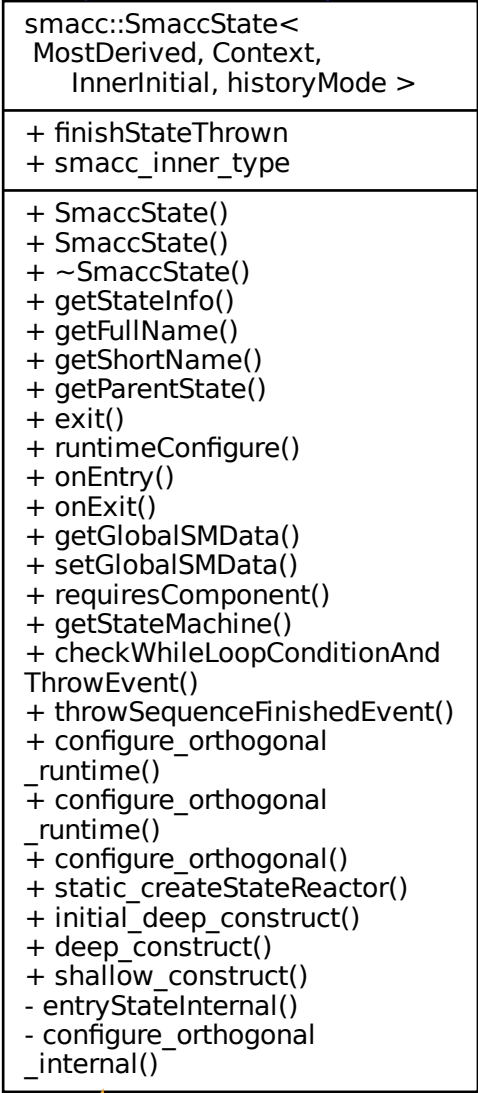 smacc::SmaccState<
MostDerived, Context,
InnerInitial, historyMode >
+ finishStateThrown
+ smacc_inner_type
+ SmaccState()
+ SmaccState()
+ ~SmaccState()
+ getStateInfo()
+ getFullName()
+ getShortName()
+ getParentState()
+ exit()
+ runtimeConfigure()
+ onEntry()
+ onExit()
+ getGlobalSMData()
+ setGlobalSMData()
+ requiresComponent()
+ getStateMachine()
+ checkWhileLoopConditionAnd
ThrowEvent()
+ throwSequenceFinishedEvent()
+ configure_orthogonal
_runtime()
+ configure_orthogonal
_runtime()
+ configure_orthogonal()
+ static_createStateReactor()
+ initial_deep_construct()
+ deep_construct()
+ shallow_construct()
- entryStateInternal()
- configure_orthogonal
_internal()